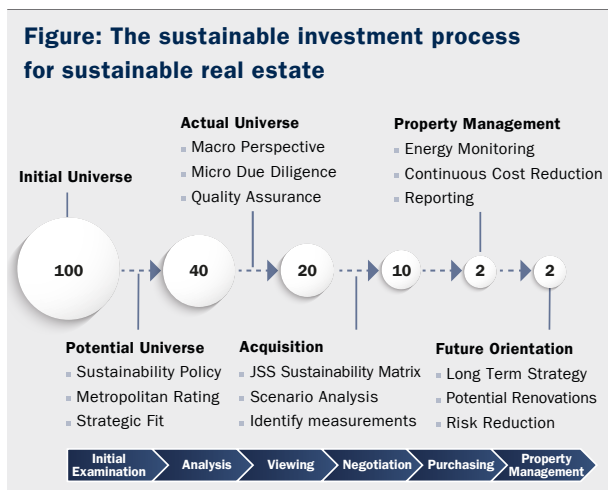 Figure: The sustainable investment process
for sustainable real estate
Initial Universe
Actual Universe
Macro Perspective
Micro Due Diligence
Quality Assurance
Property Management
Energy Monitoring
Continuous Cost Reduction
Reporting
100
40
20
10
2
2
Potential Universe
Sustainability Policy
Metropolitan Rating
Strategic Fit
Acquisition
JSS Sustainability Matrix
Scenario Analysis
Identify measurements
Future Orientation
Long Term Strategy
Potential Renovations
Risk Reduction
Initial
Examination
Analysis
Viewing
Negotiation
Purchasing
Property
Management